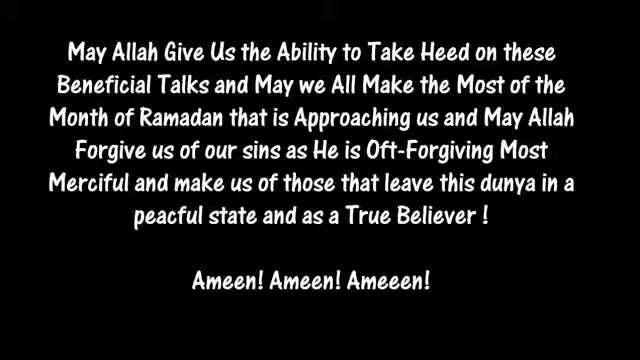 May Allah Give Us the Ability to Take Heed on these
Beneficial Talks and May we All Make the Most of the
Month of Ramadan that is Approaching us and May Allah
Forgive us of our sins as He is Oft-Forgiving Most
Merciful and make us of those that leave this dunya in a
peacful state and as a True Believer !
Ameen! Ameen! Ameeen!